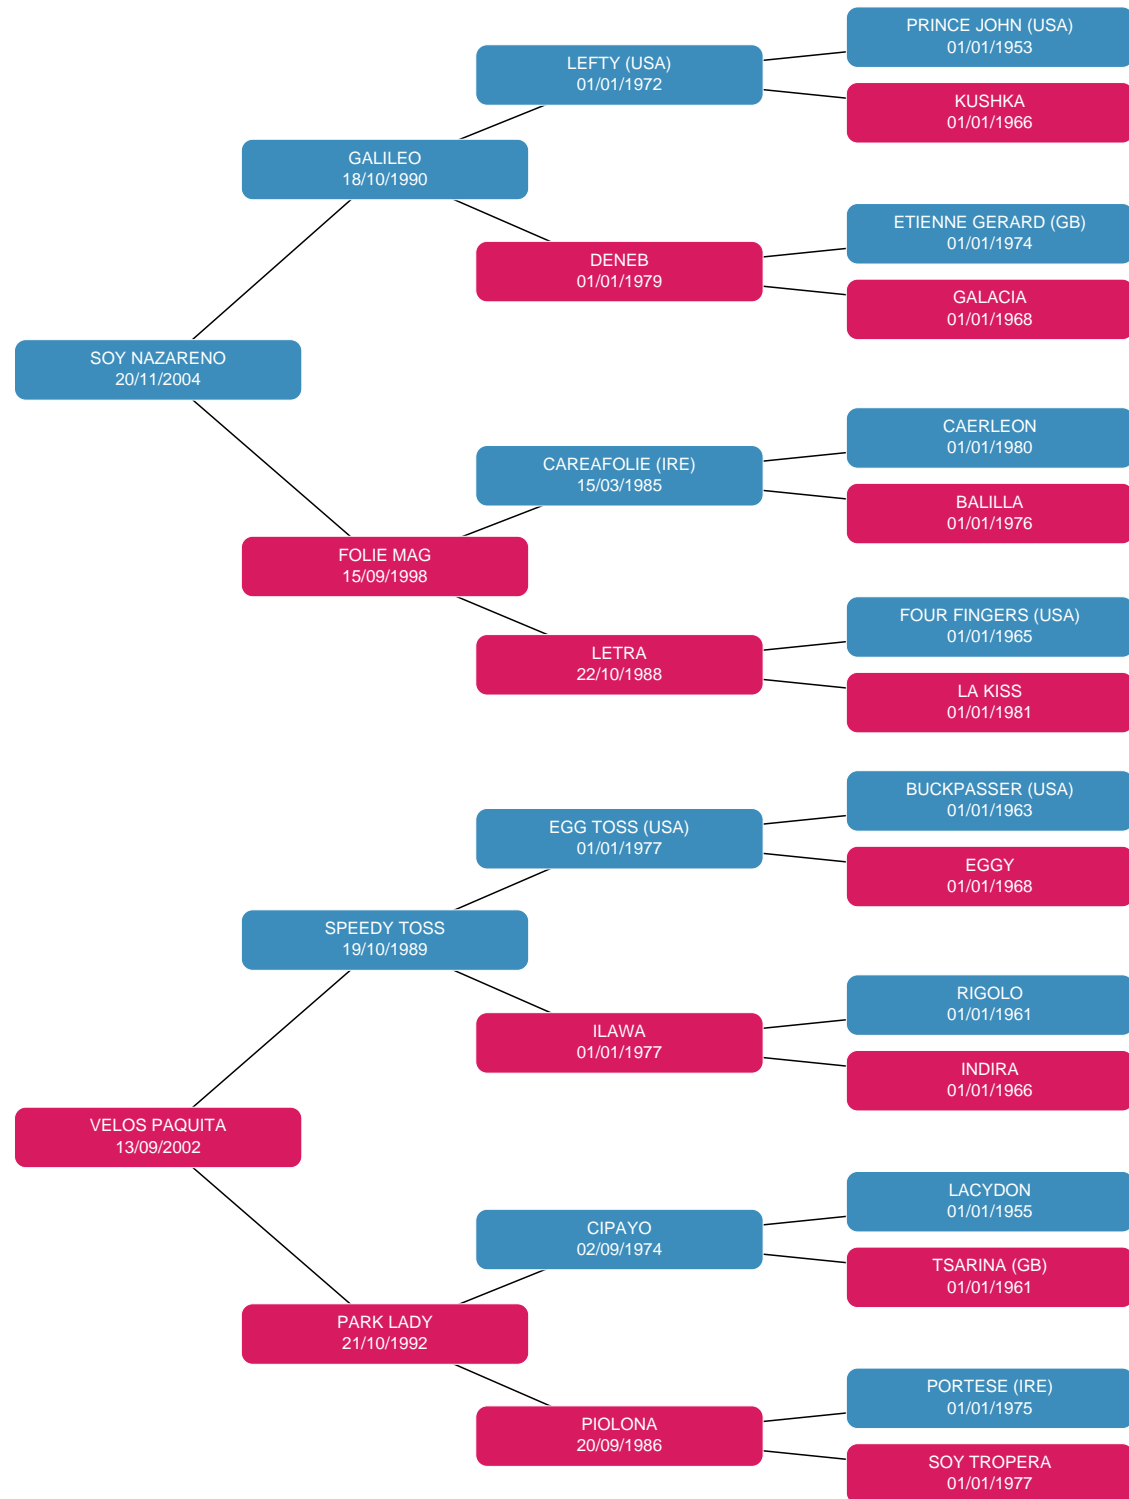 PRINCE JOHN (USA)
01/01/1953
LEFTY (USA)
01/01/1972
KUSHKA
01/01/1966
GALILEO
18/10/1990
ETIENNE GERARD (GB)
01/01/1974
DENEB
01/01/1979
GALACIA
01/01/1968
SOY NAZARENO
20/11/2004
CAERLEON
01/01/1980
CAREAFOLIE (IRE)
15/03/1985
BALILLA
01/01/1976
FOLIE MAG
15/09/1998
FOUR FINGERS (USA)
01/01/1965
LETRA
22/10/1988
LA KISS
01/01/1981
BUCKPASSER (USA)
01/01/1963
EGG TOSS (USA)
01/01/1977
EGGY
01/01/1968
SPEEDY TOSS
19/10/1989
RIGOLO
01/01/1961
ILAWA
01/01/1977
INDIRA
01/01/1966
VELOS PAQUITA
13/09/2002
LACYDON
01/01/1955
CIPAYO
02/09/1974
TSARINA (GB)
01/01/1961
PARK LADY
21/10/1992
PORTESE (IRE)
01/01/1975
PIOLONA
20/09/1986
SOY TROPERA
01/01/1977